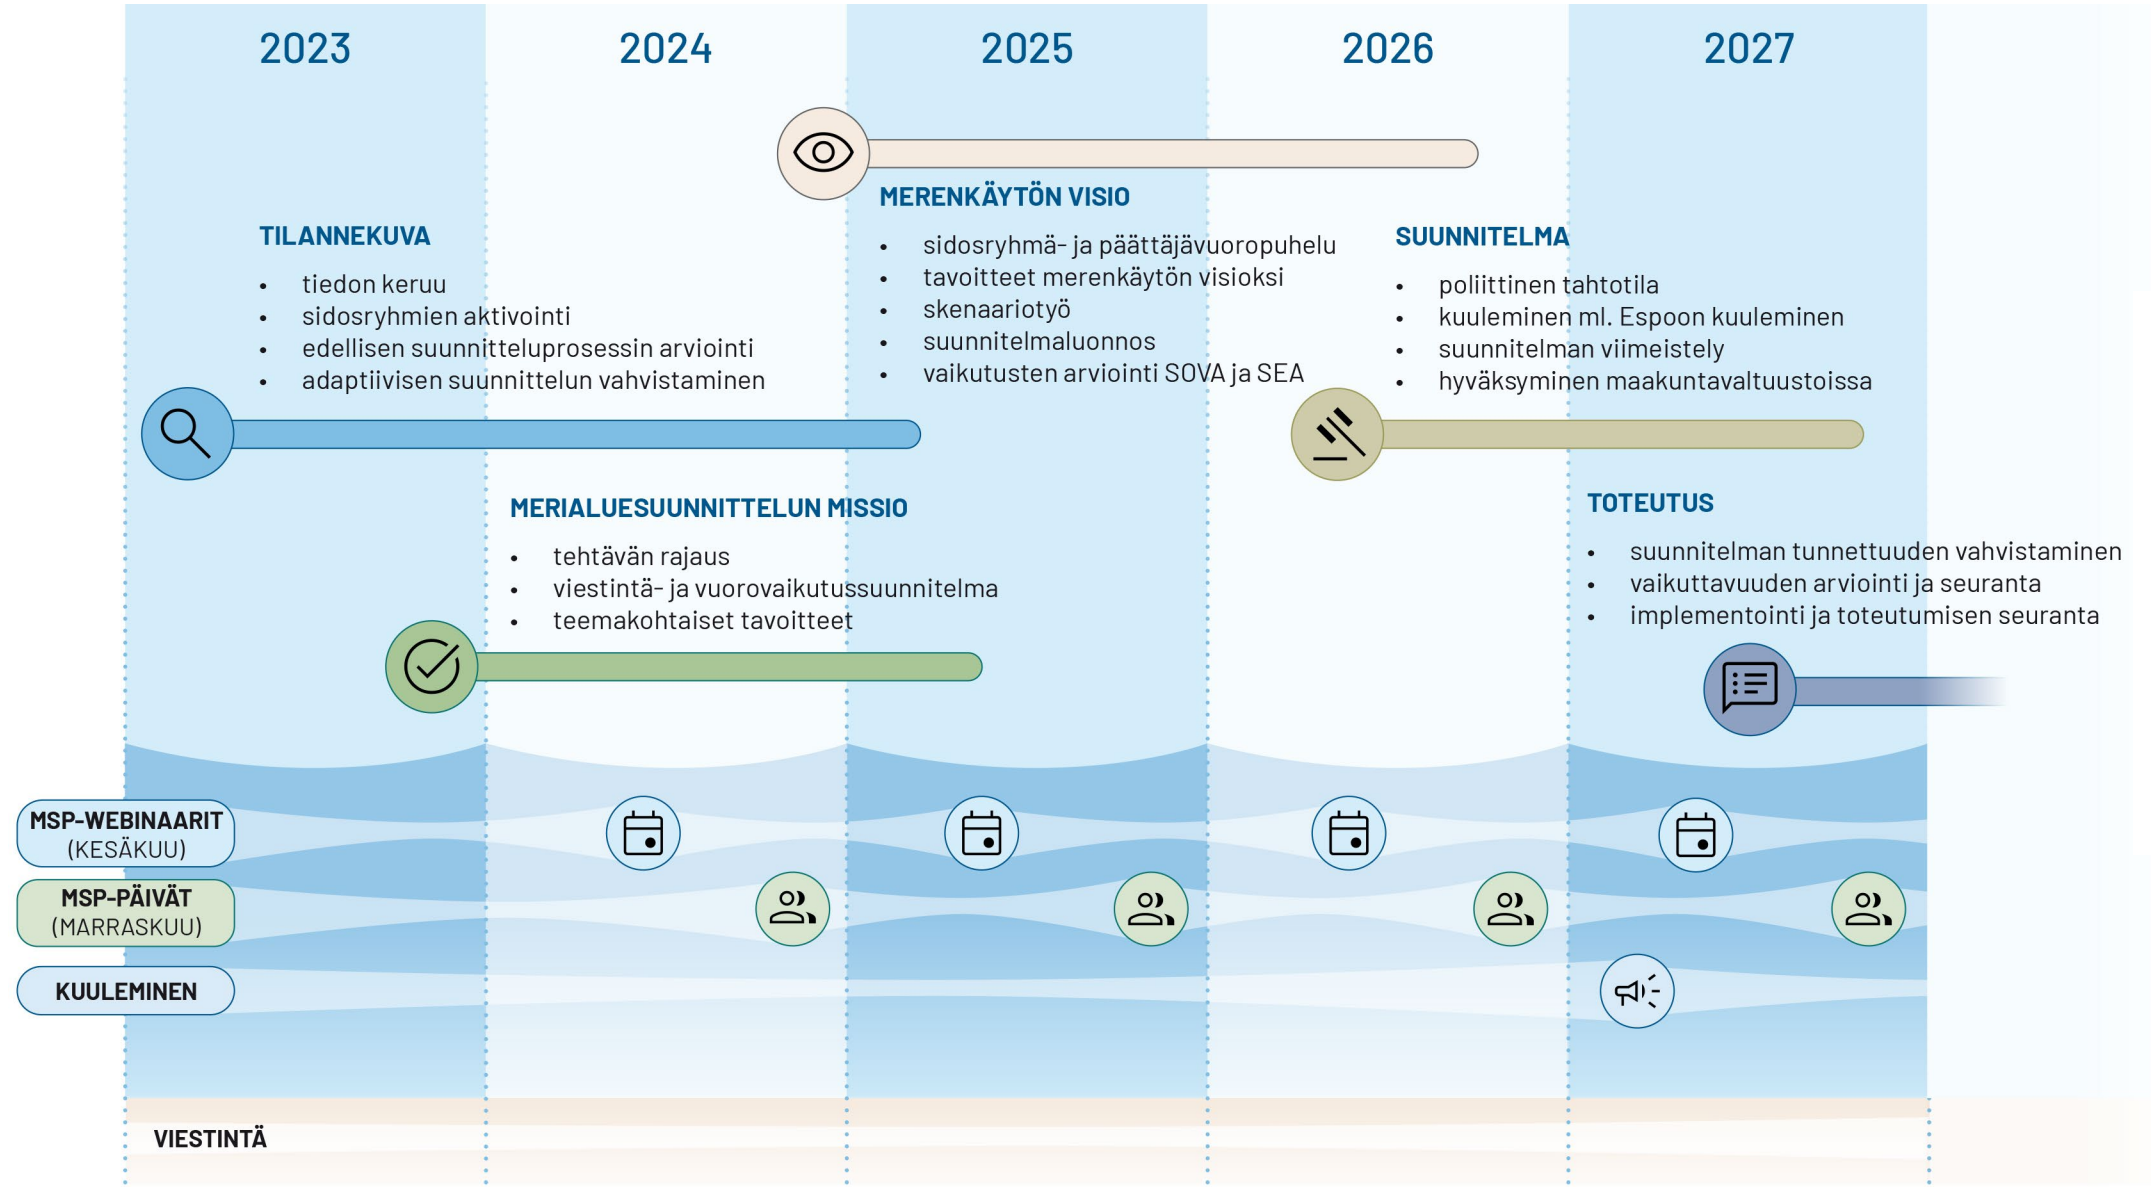 2023
2024
2025
2026
2027
TILANNEKUVA
• tiedon keruu
• sidosryhmien aktivointi
• edellisen suunnitteluprosessin arviointi
• adaptiivisen suunnittelun vahvistaminen
MERENKÄYTÖN VISIO
• sidosryhmä- ja päättäjävuoropuhelu
• tavoitteet merenkäytön visioksi
• skenaariotyö
• suunnitelmaluonnos
• vaikutusten arviointi SOVA ja SEA
SUUNNITELMA
• poliittinen tahtotila
• kuuleminen ml. Espoon kuuleminen
• suunnitelman viimeistely
• hyväksyminen maakuntavaltuustoissa
MERIALUESUUNNITTELUN MISSIO
• tehtävän rajaus
• viestintä- ja vuorovaikutussuunnitelma
• teemakohtaiset tavoitteet
TOTEUTUS
• suunnitelman tunnettuuden vahvistaminen
• vaikuttavuuden arviointi ja seuranta
• implementointi ja toteutumisen seuranta
MSP-WEBINAARIT
(KESÄKUU)
MSP-PÄIVÄT
(MARRASKUU)
KUULEMINEN
VIESTINTÄ